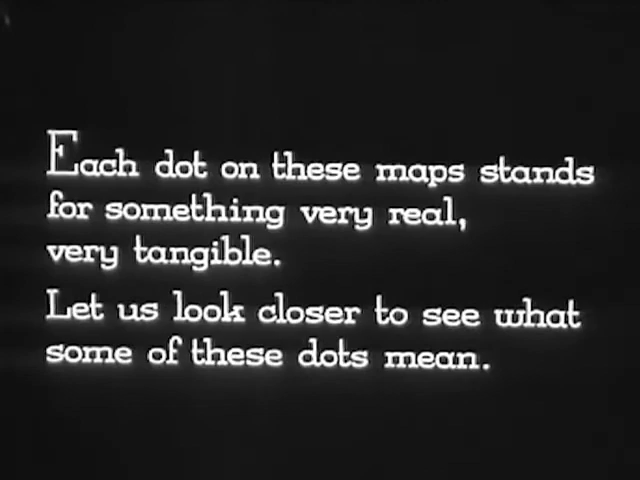 Each dot on these maps stands
for something very real,
very tangible.
Let us look closer to see what
some of these dots mean.